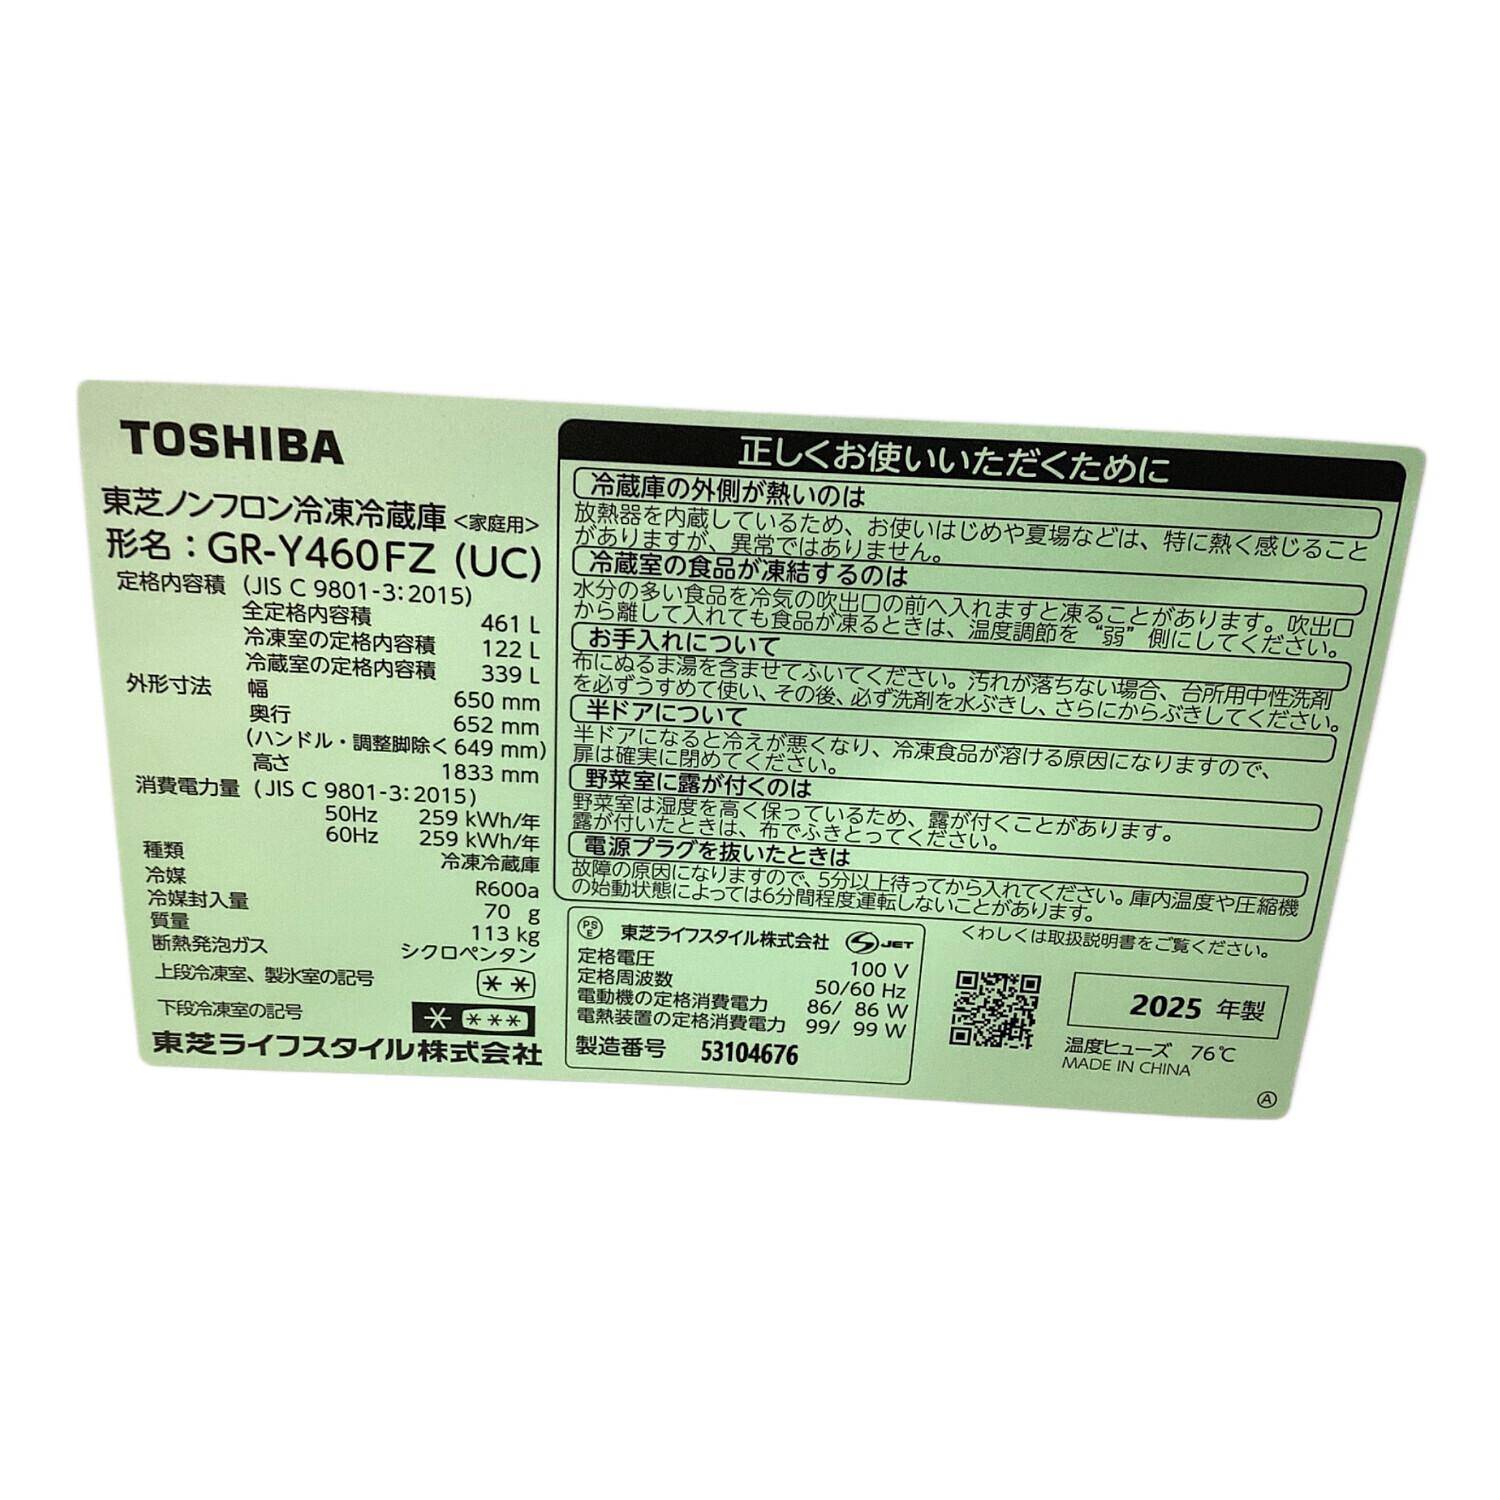 TOSHIBA
東芝ノンフロン冷凍冷蔵庫 <家庭用>
形名：GR-Y460FZ (UC)
定格内容積 (JIS C 9801-3:2015)
全定格内容積 461 L
冷凍室の定格内容積 122 L
冷蔵室の定格内容積 339 L
外形寸法 幅 650 mm
奥行 652 mm
(ハンドル・調整脚除く 649 mm)
高さ 1833 mm
消費電力量 (JIS C 9801-3:2015)
50Hz 259 kWh/年
60Hz 259 kWh/年
種類 冷凍冷蔵庫
冷媒 R600a
冷媒封入量 70 g
質量 113 kg
断熱発泡ガス シクロペンタン
上段冷凍室、製氷室の記号 **
下段冷凍室の記号 * ***
東芝ライフスタイル株式会社
正しくお使いいただくために
冷蔵庫の外側が熱いのは
放熱器を内蔵しているため、お使いはじめや夏場などは、特に熱く感じること
がありますが、異常ではありません。
冷蔵室の食品が凍結するのは
水分の多い食品を冷気の吹出口の前へ入れますと凍ることがあります。吹出口
から離して入れても食品が凍るときは、温度調節を“弱”側にしてください。
お手入れについて
布にぬるま湯を含ませてふいてください。汚れが落ちない場合、台所用中性洗剤
を必ずうすめて使い、その後、必ず洗剤を水ぶきし、さらにからぶきしてください。
半ドアについて
半ドアになると冷えが悪くなり、冷凍食品が溶ける原因になりますので、
扉は確実に閉めてください。
野菜室に露が付くのは
野菜室は湿度を高く保っているため、露が付くことがあります。
露が付いたときは、布でふきとってください。
電源プラグを抜いたときは
故障の原因になりますので、5分以上待ってから入れてください。庫内温度や圧縮機
の始動状態によっては6分間程度運転しないことがあります。
くわしくは取扱説明書をご覧ください。
PSE 東芝ライフスタイル株式会社 JET
定格電圧 100 V
定格周波数 50/60 Hz
電動機の定格消費電力 86/ 86 W
電熱装置の定格消費電力 99/ 99 W
製造番号 53104676
2025 年製
温度ヒューズ 76℃
MADE IN CHINA
Ⓐ